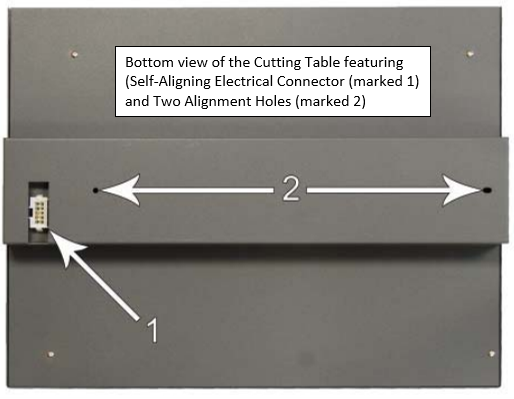 Bottom view of the Cutting Table featuring
(Self-Aligning Electrical Connector (marked 1)
and Two Alignment Holes (marked 2)
2
1